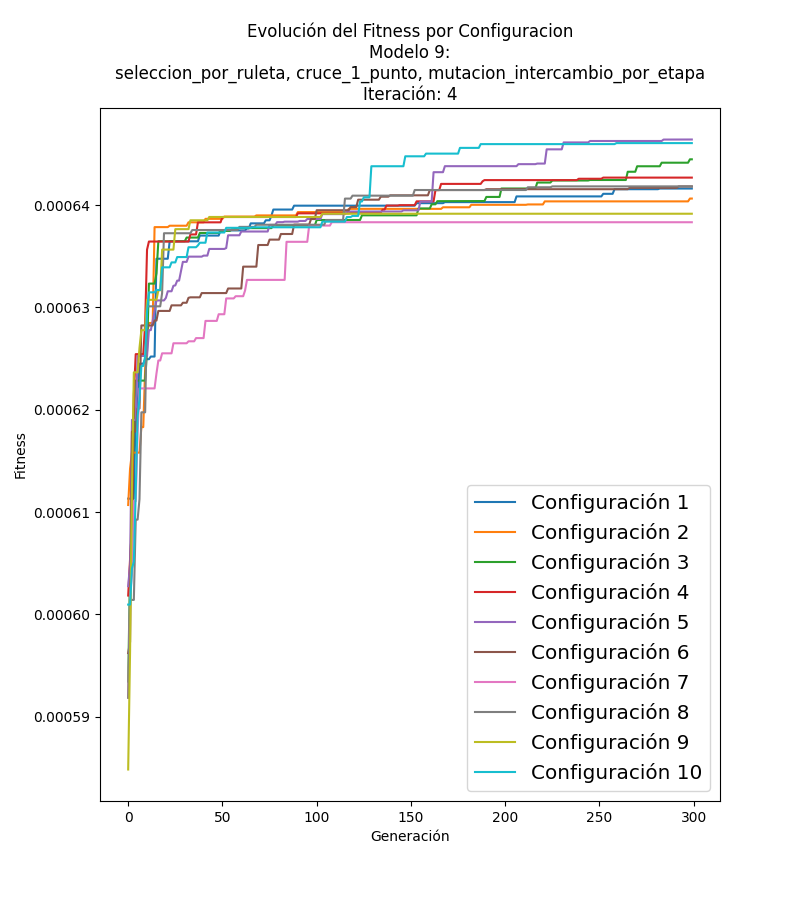 Evolución del Fitness por Configuracion
Modelo 9:
seleccion_por_ruleta, cruce_1_punto, mutacion_intercambio_por_etapa
Iteración: 4
Fitness
0.00064
0.00063
0.00062
0.00061
0.00060
0.00059
0 50 100 150 200 250 300
Generación
Configuración 1
Configuración 2
Configuración 3
Configuración 4
Configuración 5
Configuración 6
Configuración 7
Configuración 8
Configuración 9
Configuración 10